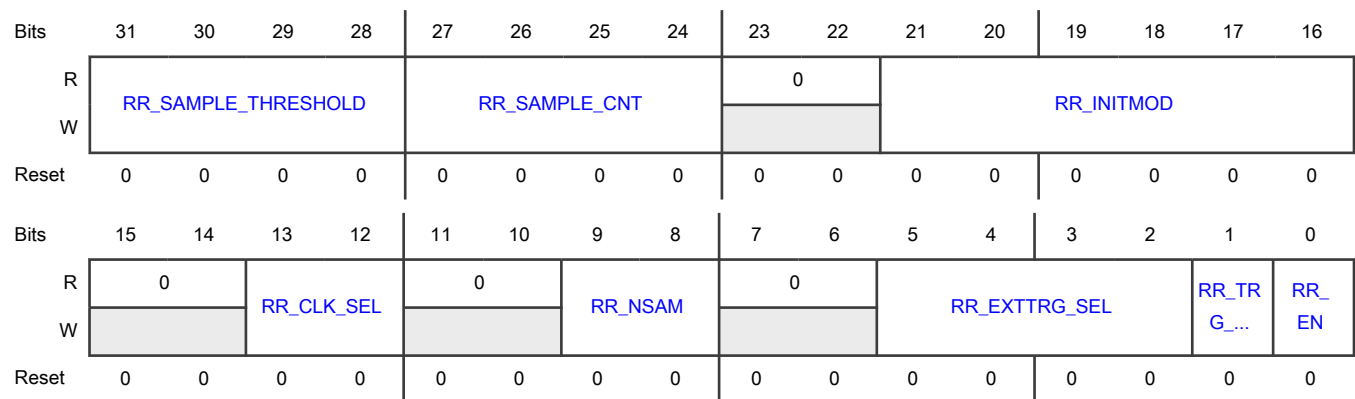 Bits 31 30 29 28 27 26 25 24 23 22 21 20 19 18 17 16
R 0
RR_SAMPLE_THRESHOLD RR_SAMPLE_CNT RR_INITMOD
W
Reset 0 0 0 0 0 0 0 0 0 0 0 0 0 0 0 0
Bits 15 14 13 12 11 10 9 8 7 6 5 4 3 2 1 0
R 0 0 0
RR_CLK_SEL RR_NSAM RR_EXTTRG_SEL RR_TR RR_
W G_... EN
Reset 0 0 0 0 0 0 0 0 0 0 0 0 0 0 0 0